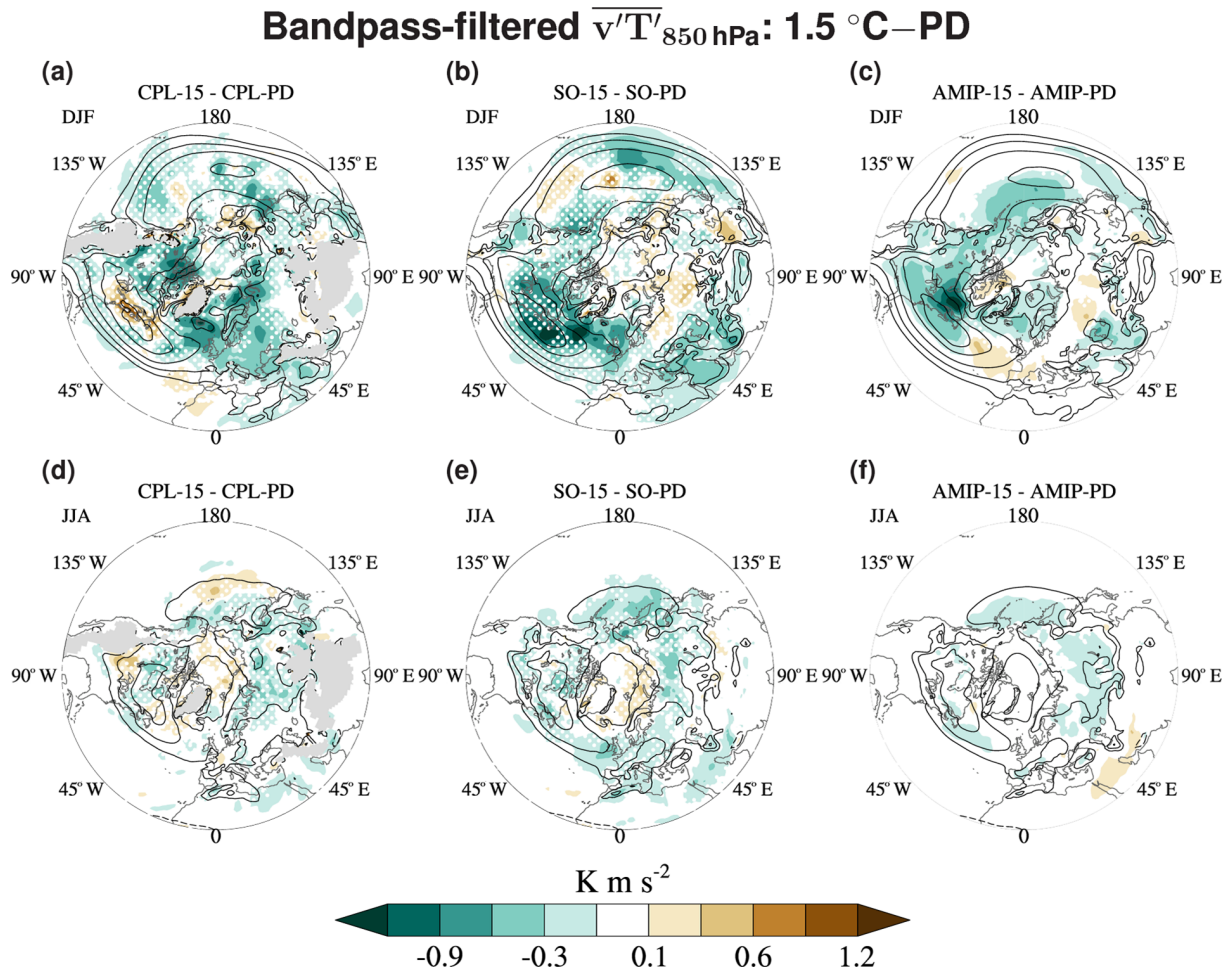 Bandpass-filtered v'T' 850 hPa: 1.5 °C−PD
(a) (b) (c)
CPL-15 - CPL-PD SO-15 - SO-PD AMIP-15 - AMIP-PD
DJF 180 DJF 180 DJF 180
135° W 135° E 135° W 135° E 135° W 135° E
90° W 90° E 90° W 90° E 90° W 90° E
45° W 45° E 45° W 45° E 45° W 45° E
0 0 0
(d) (e) (f)
CPL-15 - CPL-PD SO-15 - SO-PD AMIP-15 - AMIP-PD
JJA 180 JJA 180 JJA 180
135° W 135° E 135° W 135° E 135° W 135° E
90° W 90° E 90° W 90° E 90° W 90° E
45° W 45° E 45° W 45° E 45° W 45° E
0 0 0
K m s⁻²
-0.9 -0.3 0.1 0.6 1.2